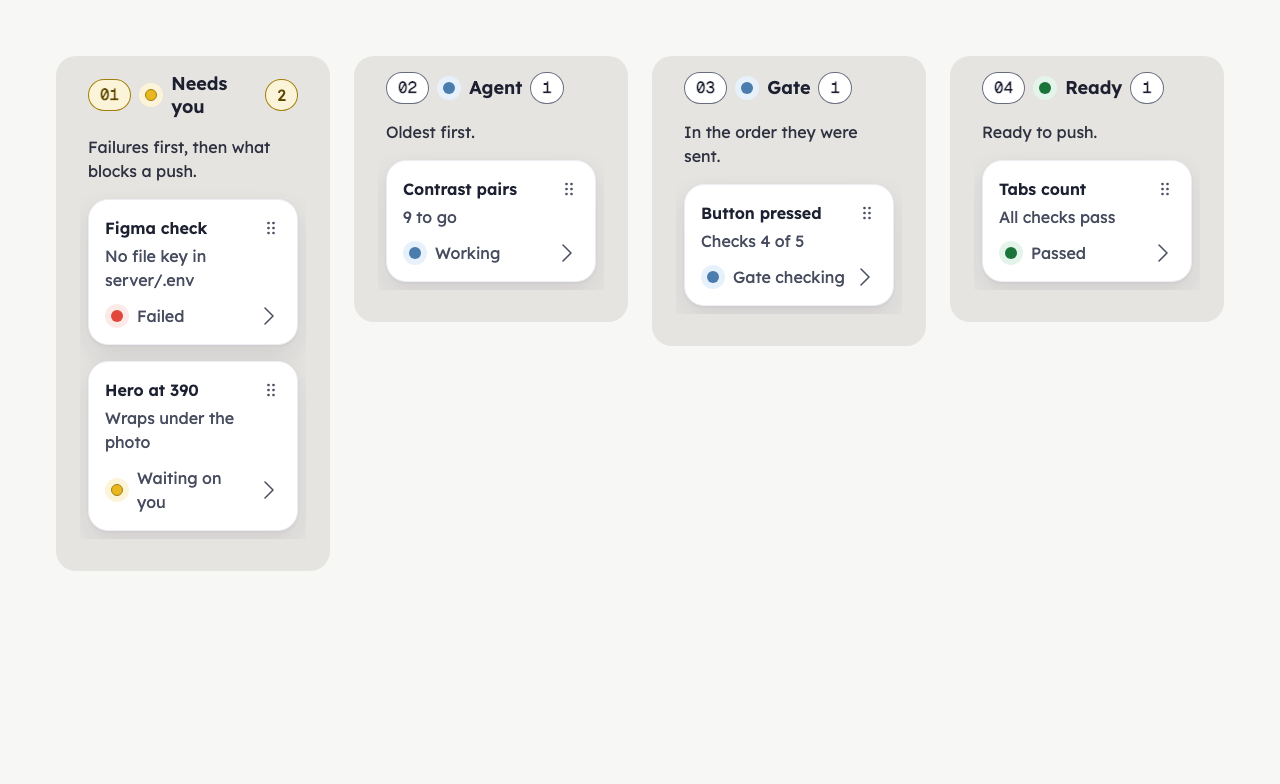 01 Needs you 2
Failures first, then what
blocks a push.
Figma check
No file key in
server/.env
Failed
Hero at 390
Wraps under the
photo
Waiting on
you
02 Agent 1
Oldest first.
Contrast pairs
9 to go
Working
03 Gate 1
In the order they were
sent.
Button pressed
Checks 4 of 5
Gate checking
04 Ready 1
Ready to push.
Tabs count
All checks pass
Passed